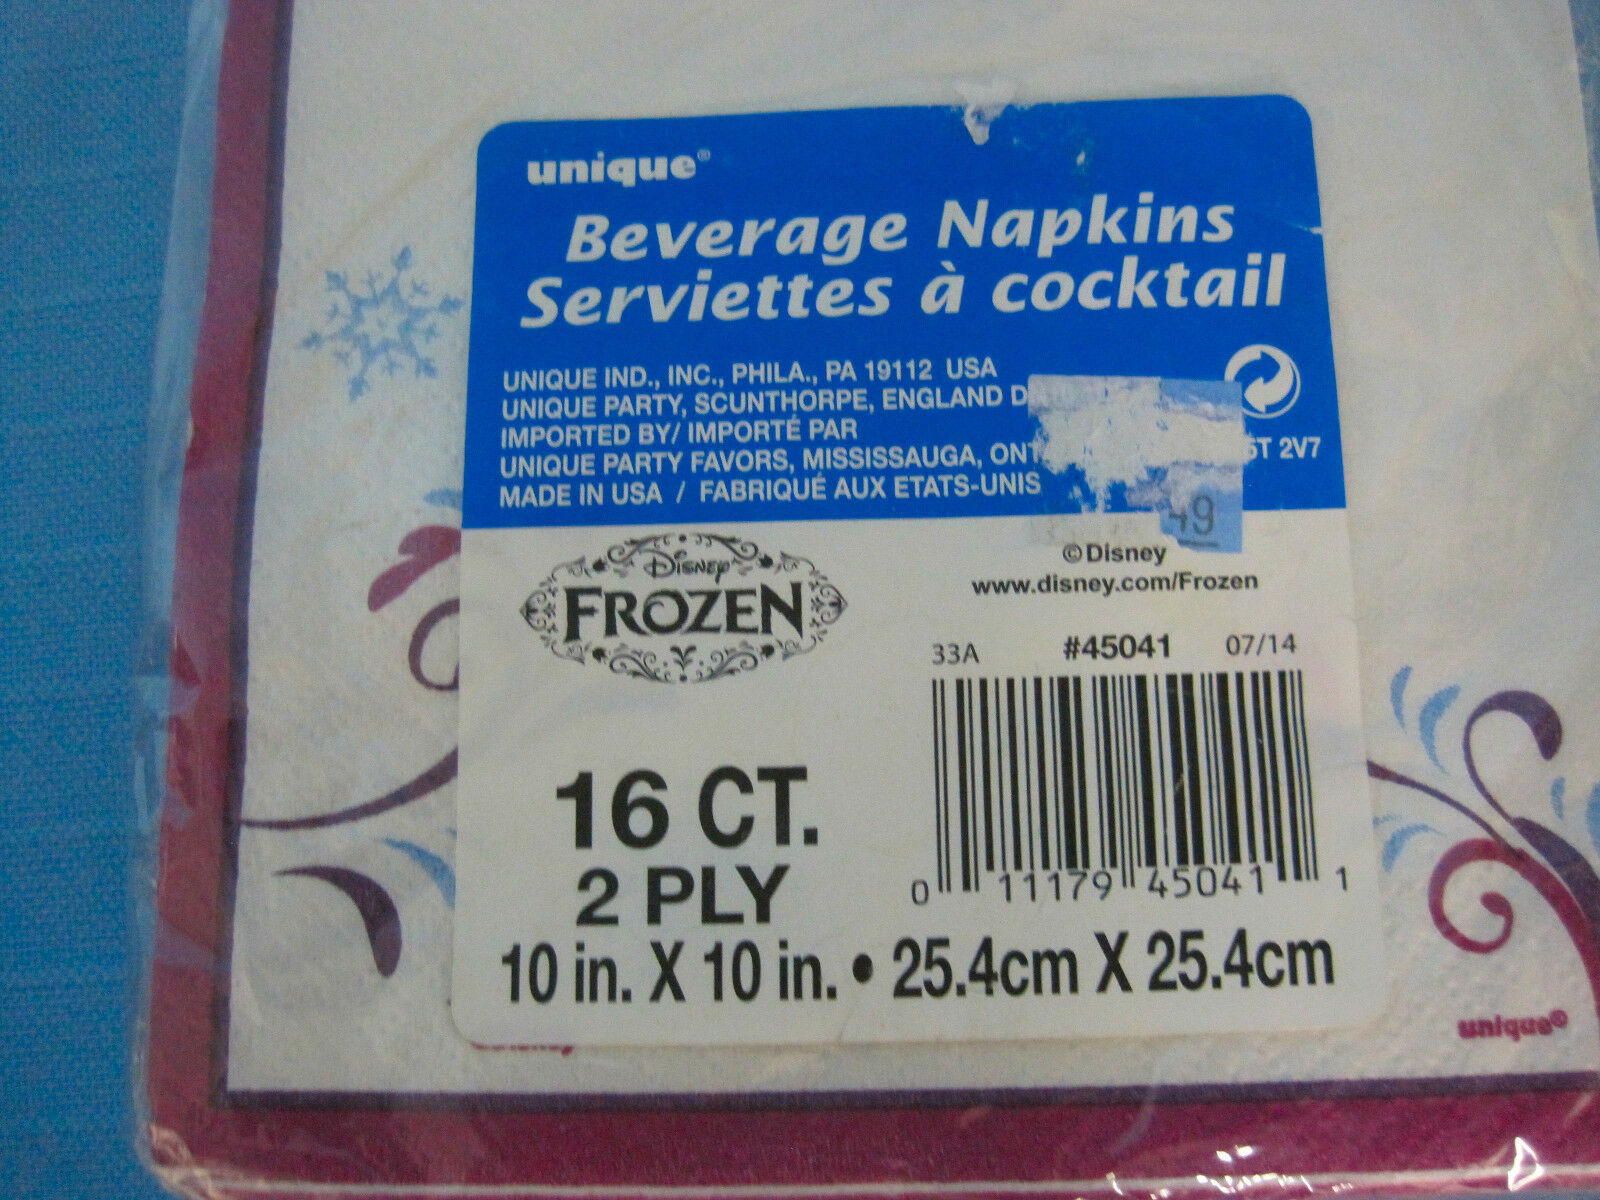 unique®
Beverage Napkins
Serviettes à cocktail
UNIQUE IND., INC., PHILA., PA 19112 USA
UNIQUE PARTY, SCUNTHORPE, ENGLAND
IMPORTED BY/ IMPORTÉ PAR
UNIQUE PARTY FAVORS, MISSISSAUGA, ONT 5T 2V7
MADE IN USA / FABRIQUÉ AUX ETATS-UNIS
49
©Disney
www.disney.com/Frozen
Disney
FROZEN
33A #45041 07/14
0 11179 45041 1
16 CT.
2 PLY
10 in. X 10 in. • 25.4cm X 25.4cm
unique©